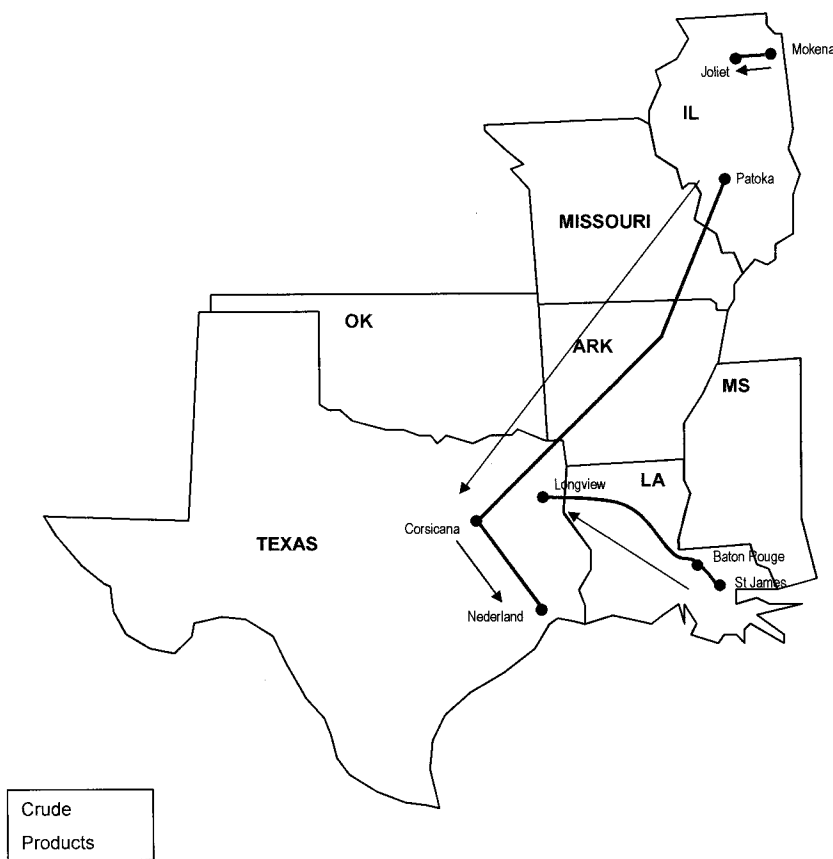 Mokena
Joliet
IL
Patoka
MISSOURI
OK
ARK
MS
Longview
LA
Corsicana
TEXAS
Baton Rouge
St James
Nederland
Crude
Products